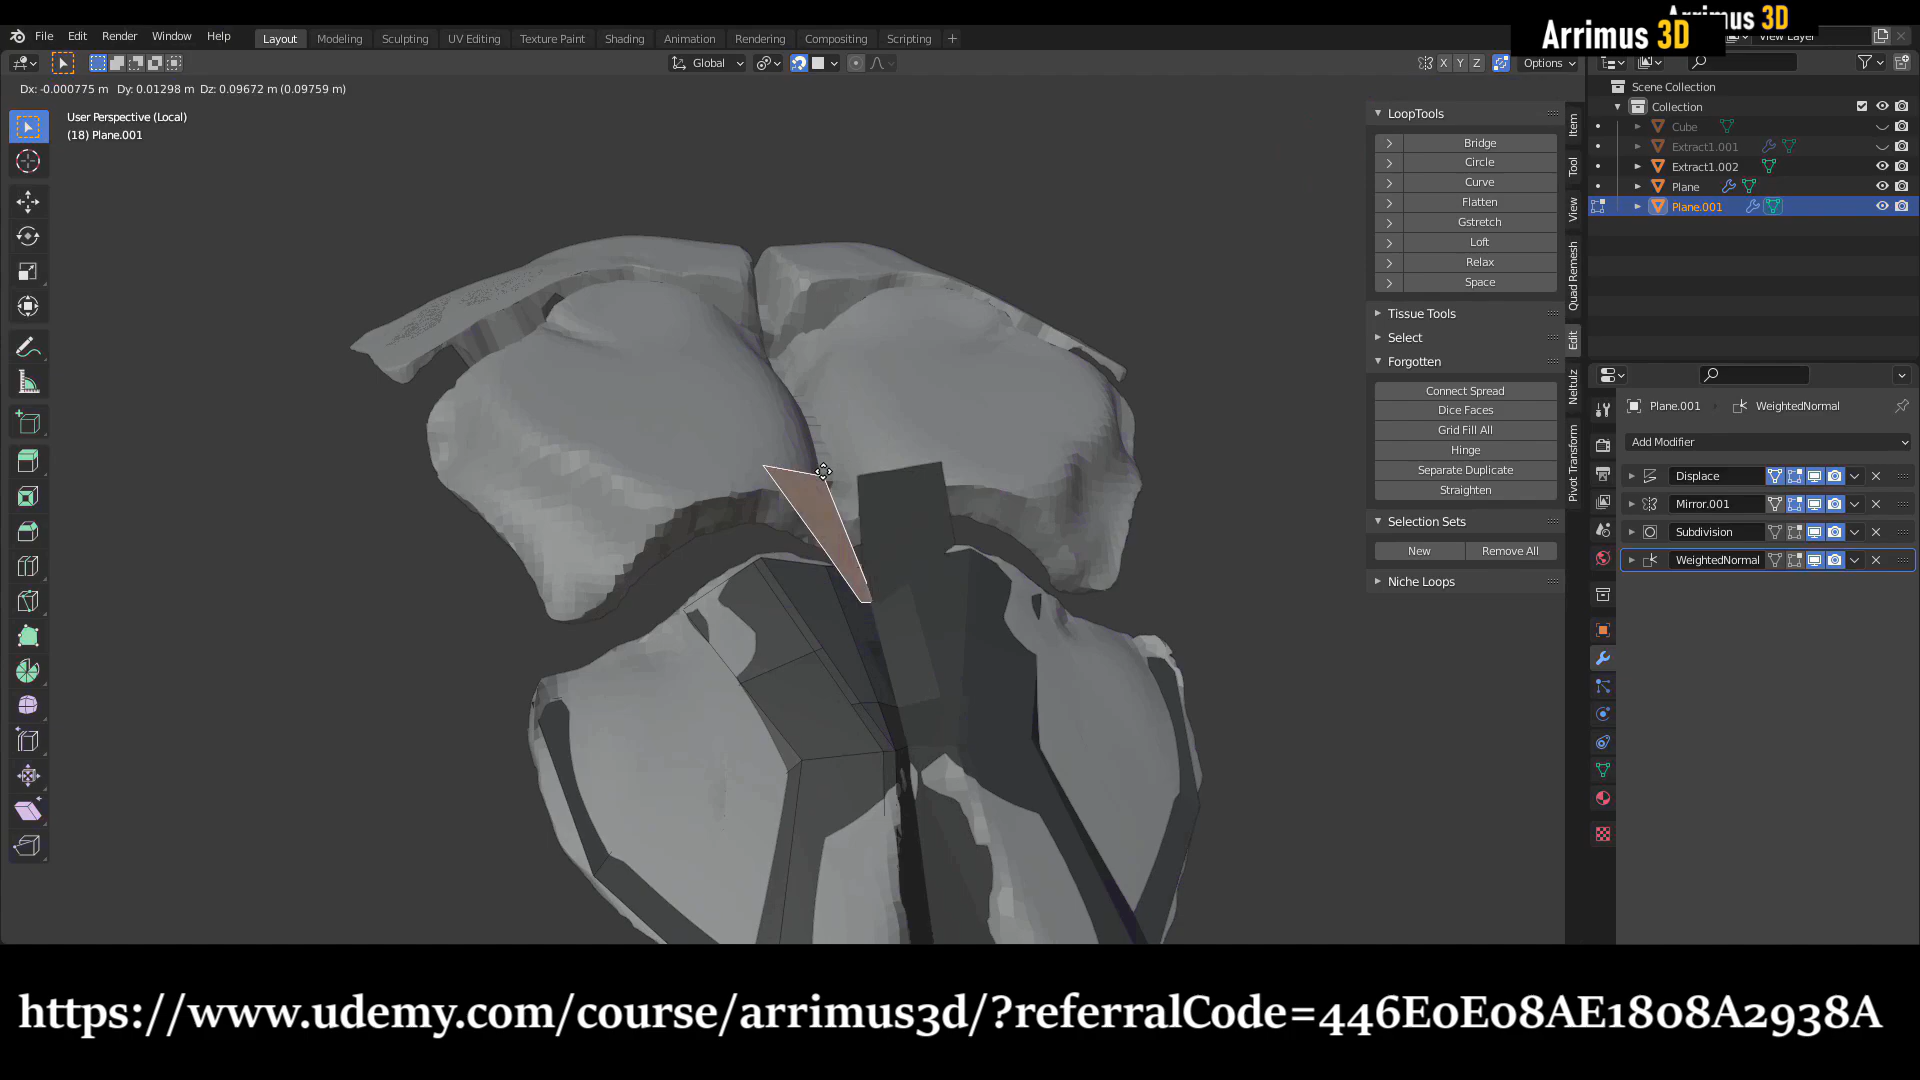 Arrimus 3D
Arrimus 3D
File Edit Render Window Help
Layout Modeling Sculpting UV Editing Texture Paint Shading Animation Rendering Compositing Scripting
View Layer
Global
X Y Z
Options
Dx: -0.000775 m Dy: 0.01298 m Dz: 0.09672 m (0.09759 m)
User Perspective (Local)
(18) Plane.001
LoopTools
Bridge
Circle
Curve
Flatten
Gstretch
Loft
Relax
Space
Tissue Tools
Select
Forgotten
Connect Spread
Dice Faces
Grid Fill All
Hinge
Separate Duplicate
Straighten
Selection Sets
New Remove All
Niche Loops
Item
Tool
View
Quad Remesh
Edit
Neltulz
Pivot Transform
Scene Collection
Collection
Cube
Extract1.001
Extract1.002
Plane
Plane.001
Plane.001 WeightedNormal
Add Modifier
Displace
Mirror.001
Subdivision
WeightedNormal
https://www.udemy.com/course/arrimus3d/?referralCode=446E0E08AE1808A2938A